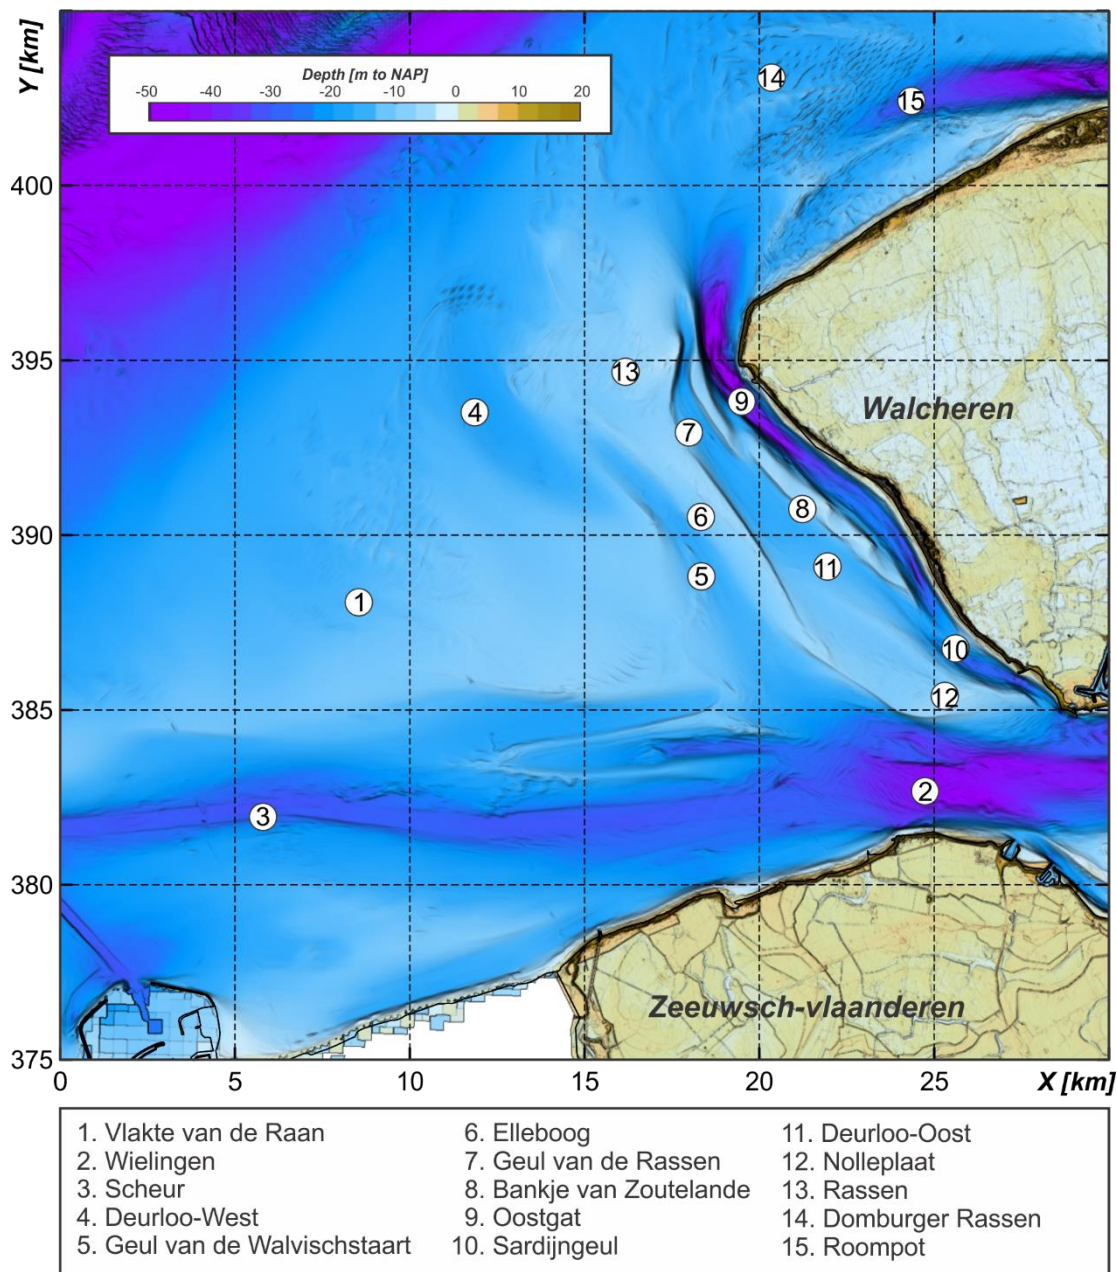 Y [km]
Depth [m to NAP]
-50 -40 -30 -20 -10 0 10 20
14
15
400
395
13
9
Walcheren
4
7
6
8
390
11
5
1
10
12
385
2
3
380
Zeeuwsch-vlaanderen
375
0 5 10 15 20 25 X [km]
1. Vlakte van de Raan
2. Wielingen
3. Scheur
4. Deurloo-West
5. Geul van de Walvischstaart
6. Elleboog
7. Geul van de Rassen
8. Bankje van Zoutelande
9. Oostgat
10. Sardijngeul
11. Deurloo-Oost
12. Nolleplaat
13. Rassen
14. Domburger Rassen
15. Roompot